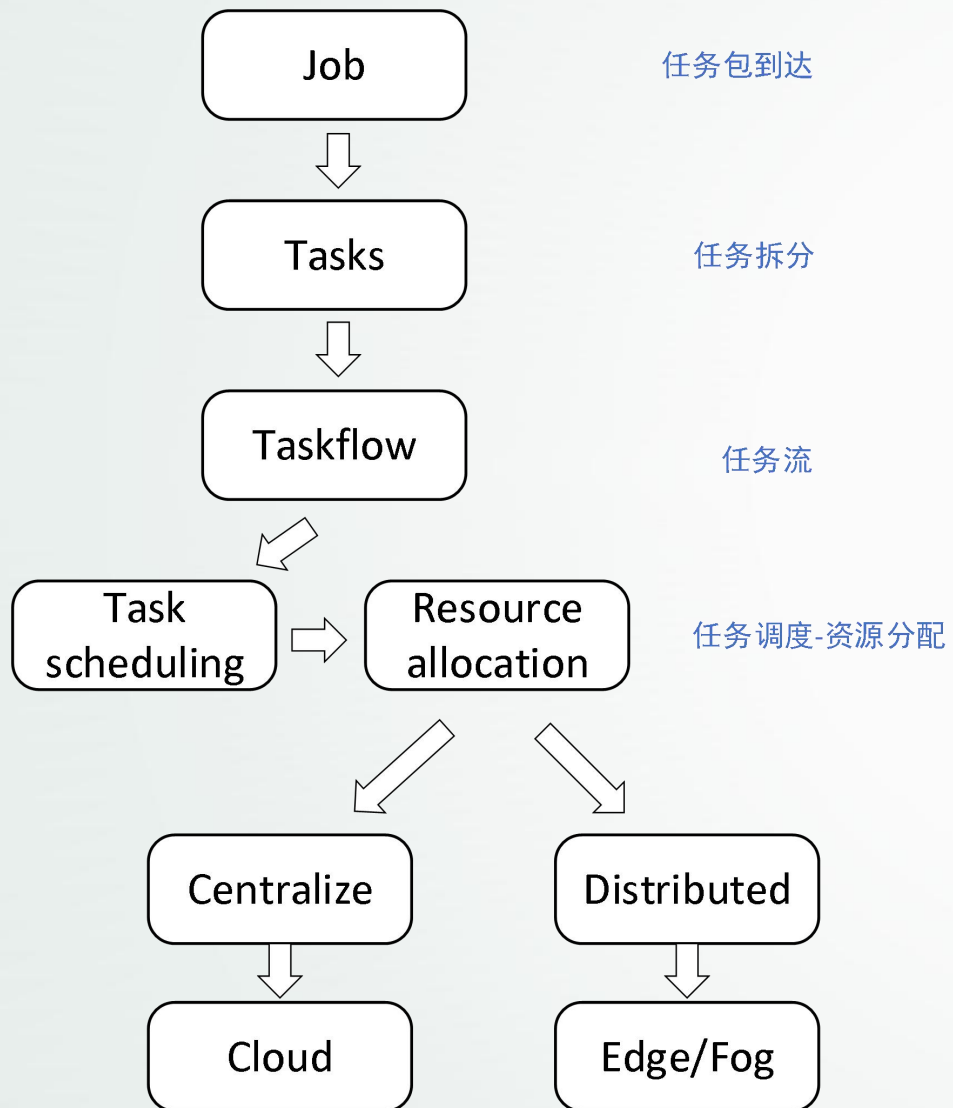 Job
任务包到达
Tasks
任务拆分
Taskflow
任务流
Task
scheduling
Resource
allocation
任务调度-资源分配
Centralize
Distributed
Cloud
Edge/Fog